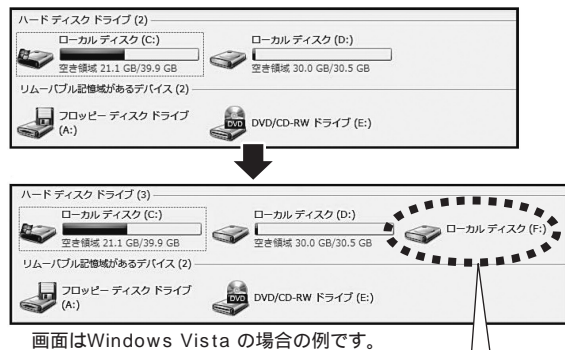 ハード ディスク ドライブ (2)
ローカル ディスク (C:)
空き領域 21.1 GB/39.9 GB
ローカル ディスク (D:)
空き領域 30.0 GB/30.5 GB
リムーバブル記憶域があるデバイス (2)
フロッピー ディスク ドライブ
(A:)
DVD
DVD/CD-RW ドライブ (E:)
ハード ディスク ドライブ (3)
ローカル ディスク (C:)
空き領域 21.1 GB/39.9 GB
ローカル ディスク (D:)
空き領域 30.0 GB/30.5 GB
ローカル ディスク (F:)
リムーバブル記憶域があるデバイス (2)
フロッピー ディスク ドライブ
(A:)
DVD
DVD/CD-RW ドライブ (E:)
画面はWindows Vista の場合の例です。